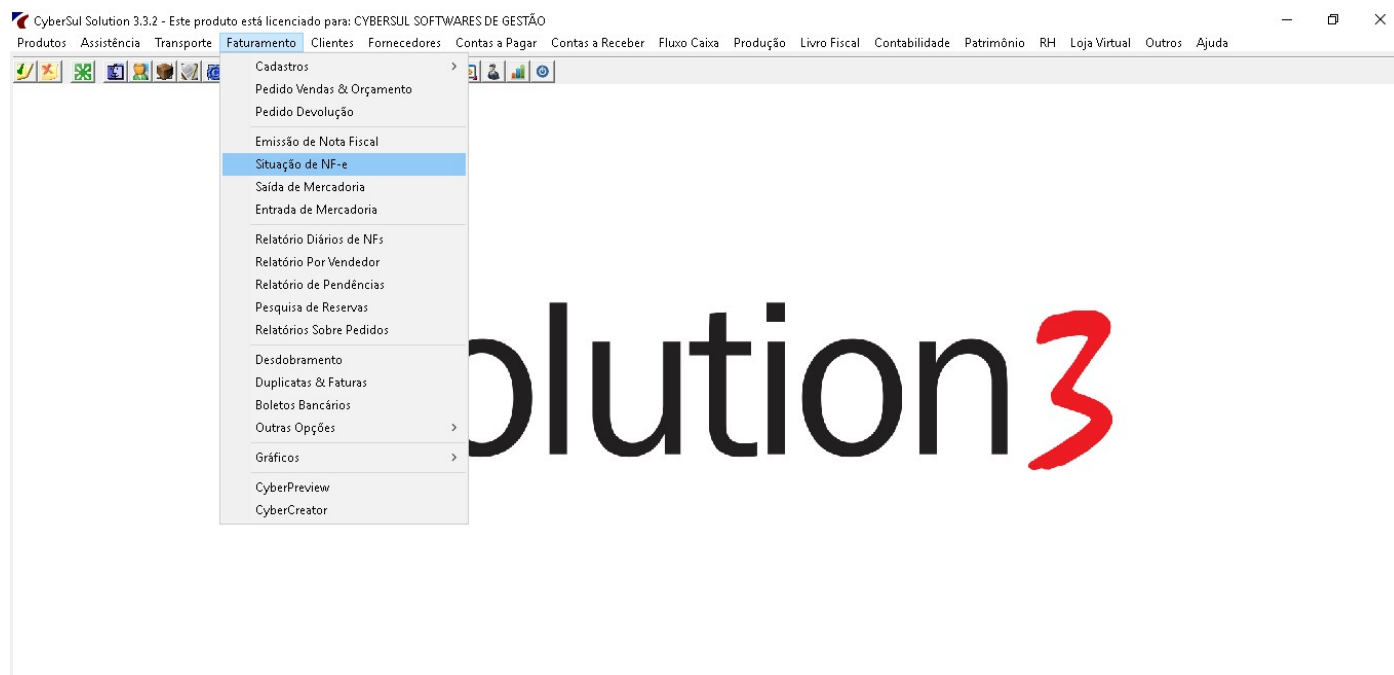 CyberSul Solution 3.3.2 - Este produto está licenciado para: CYBERSUL SOFTWARES DE GESTÃO
Produtos Assistência Transporte Faturamento Clientes Fornecedores Contas a Pagar Contas a Receber Fluxo Caixa Produção Livro Fiscal Contabilidade Patrimônio RH Loja Virtual Outros Ajuda
Cadastros
Pedido Vendas & Orçamento
Pedido Devolução
Emissão de Nota Fiscal
Situação de NF-e
Saída de Mercadoria
Entrada de Mercadoria
Relatório Diários de NFs
Relatório Por Vendedor
Relatório de Pendências
Pesquisa de Reservas
Relatórios Sobre Pedidos
Desdobramento
Duplicatas & Faturas
Boletos Bancários
Outras Opções
Gráficos
CyberPreview
CyberCreator
olution3